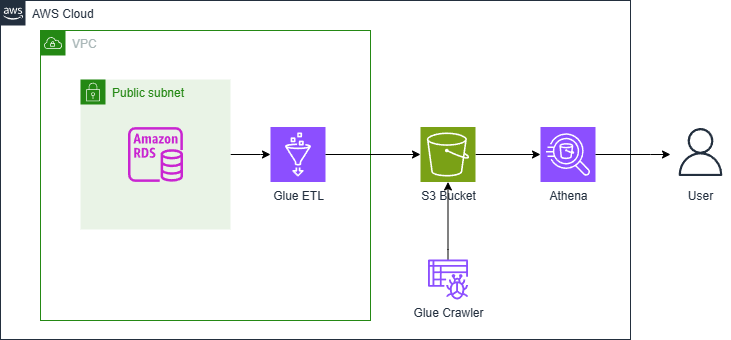 aws
AWS Cloud
VPC
Public subnet
Amazon
RDS
Glue ETL
S3 Bucket
Athena
User
Glue Crawler